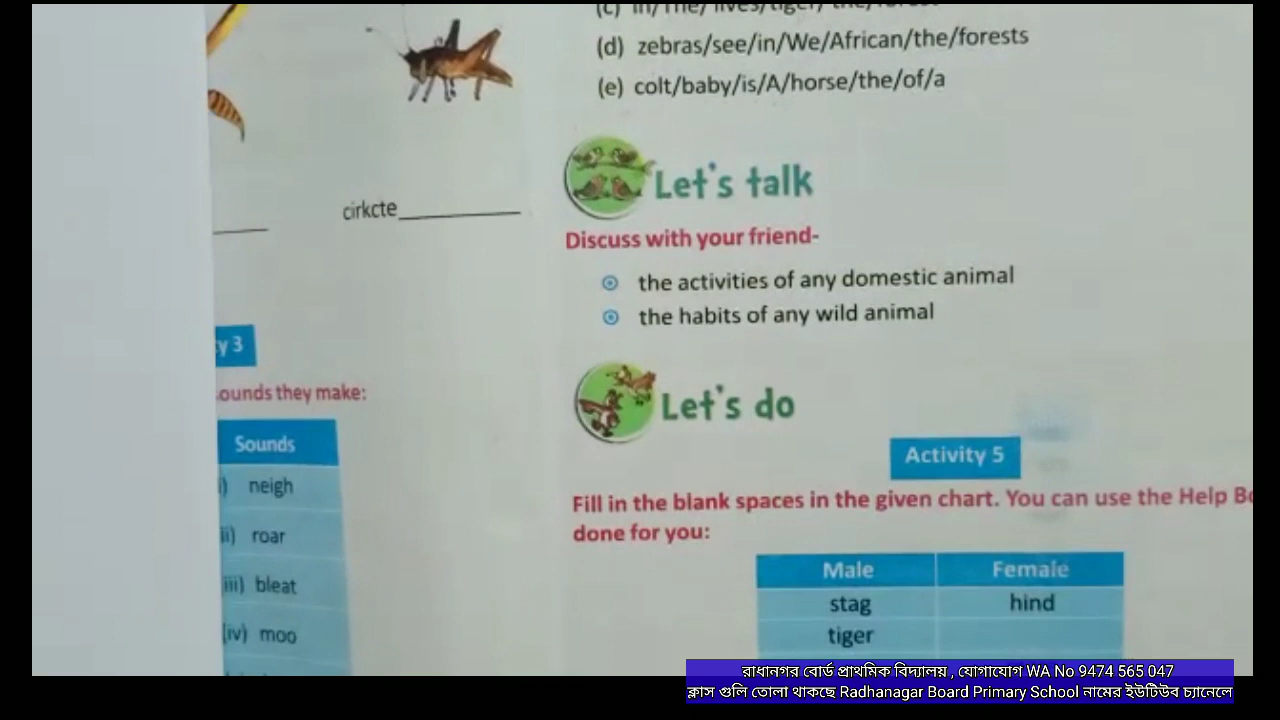 cirkcte
y 3
ounds they make:
Sounds
i) neigh
ii) roar
iii) bleat
(iv) moo
(d) zebras/see/in/We/African/the/forests
(e) colt/baby/is/A/horse/the/of/a
Let's talk
Discuss with your friend-
the activities of any domestic animal
the habits of any wild animal
Let's do
Activity 5
Fill in the blank spaces in the given chart. You can use the Help
done for you:
Male Female
stag hind
tiger
রাধানগর বোর্ড প্রাথমিক বিদ্যালয় , যোগাযোগ WA No 9474 565 047
ক্লাস গুলি তোলা থাকছে Radhanagar Board Primary School নামের ইউটিউব চ্যানেলে